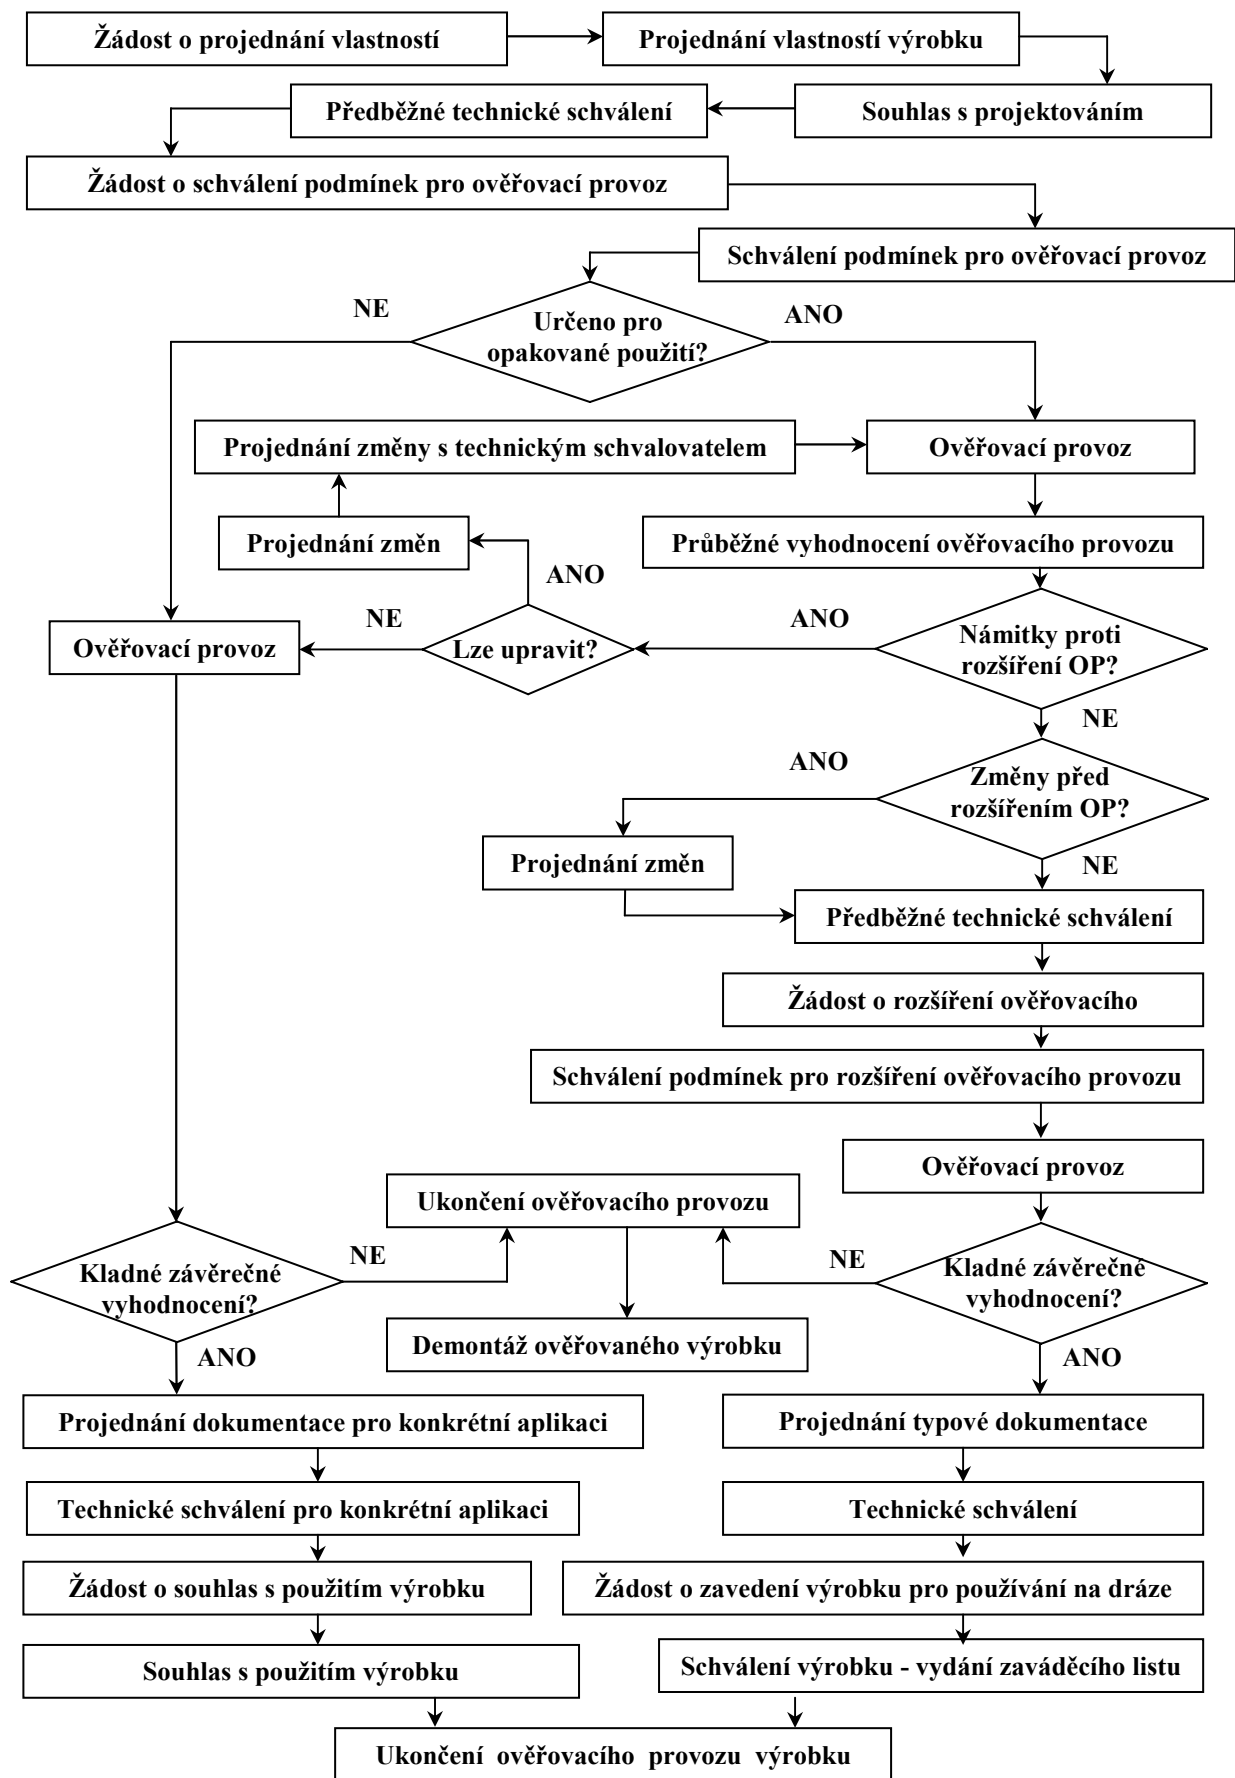 Žádost o projednání vlastností
Projednání vlastností výrobku
Předběžné technické schválení
Souhlas s projektováním
Žádost o schválení podmínek pro ověřovací provoz
Schválení podmínek pro ověřovací provoz
NE
Určeno pro
opakované použití?
ANO
Projednání změny s technickým schvalovatelem
Ověřovací provoz
Projednání změn
Průběžné vyhodnocení ověřovacího provozu
ANO
Ověřovací provoz
NE
Lze upravit?
ANO
Námitky proti
rozšíření OP?
NE
ANO
Změny před
rozšířením OP?
Projednání změn
NE
Předběžné technické schválení
Žádost o rozšíření ověřovacího
Schválení podmínek pro rozšíření ověřovacího provozu
Ověřovací provoz
Ukončení ověřovacího provozu
Kladné závěrečné
vyhodnocení?
NE
NE
Kladné závěrečné
vyhodnocení?
Demontáž ověřovaného výrobku
ANO
ANO
Projednání dokumentace pro konkrétní aplikaci
Projednání typové dokumentace
Technické schválení pro konkrétní aplikaci
Technické schválení
Žádost o souhlas s použitím výrobku
Žádost o zavedení výrobku pro používání na dráze
Souhlas s použitím výrobku
Schválení výrobku - vydání zaváděcího listu
Ukončení ověřovacího provozu výrobku